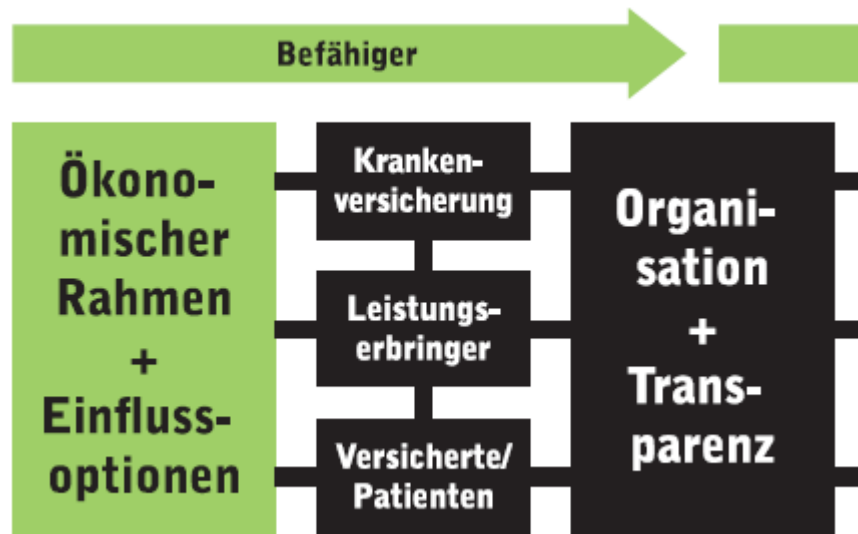 Befähiger
Ökono-
mischer
Rahmen
+
Einfluss-
optionen
Kranken-
versicherung
Leistungs-
erbringer
Versicherte/
Patienten
Organi-
sation
+
Trans-
parenz